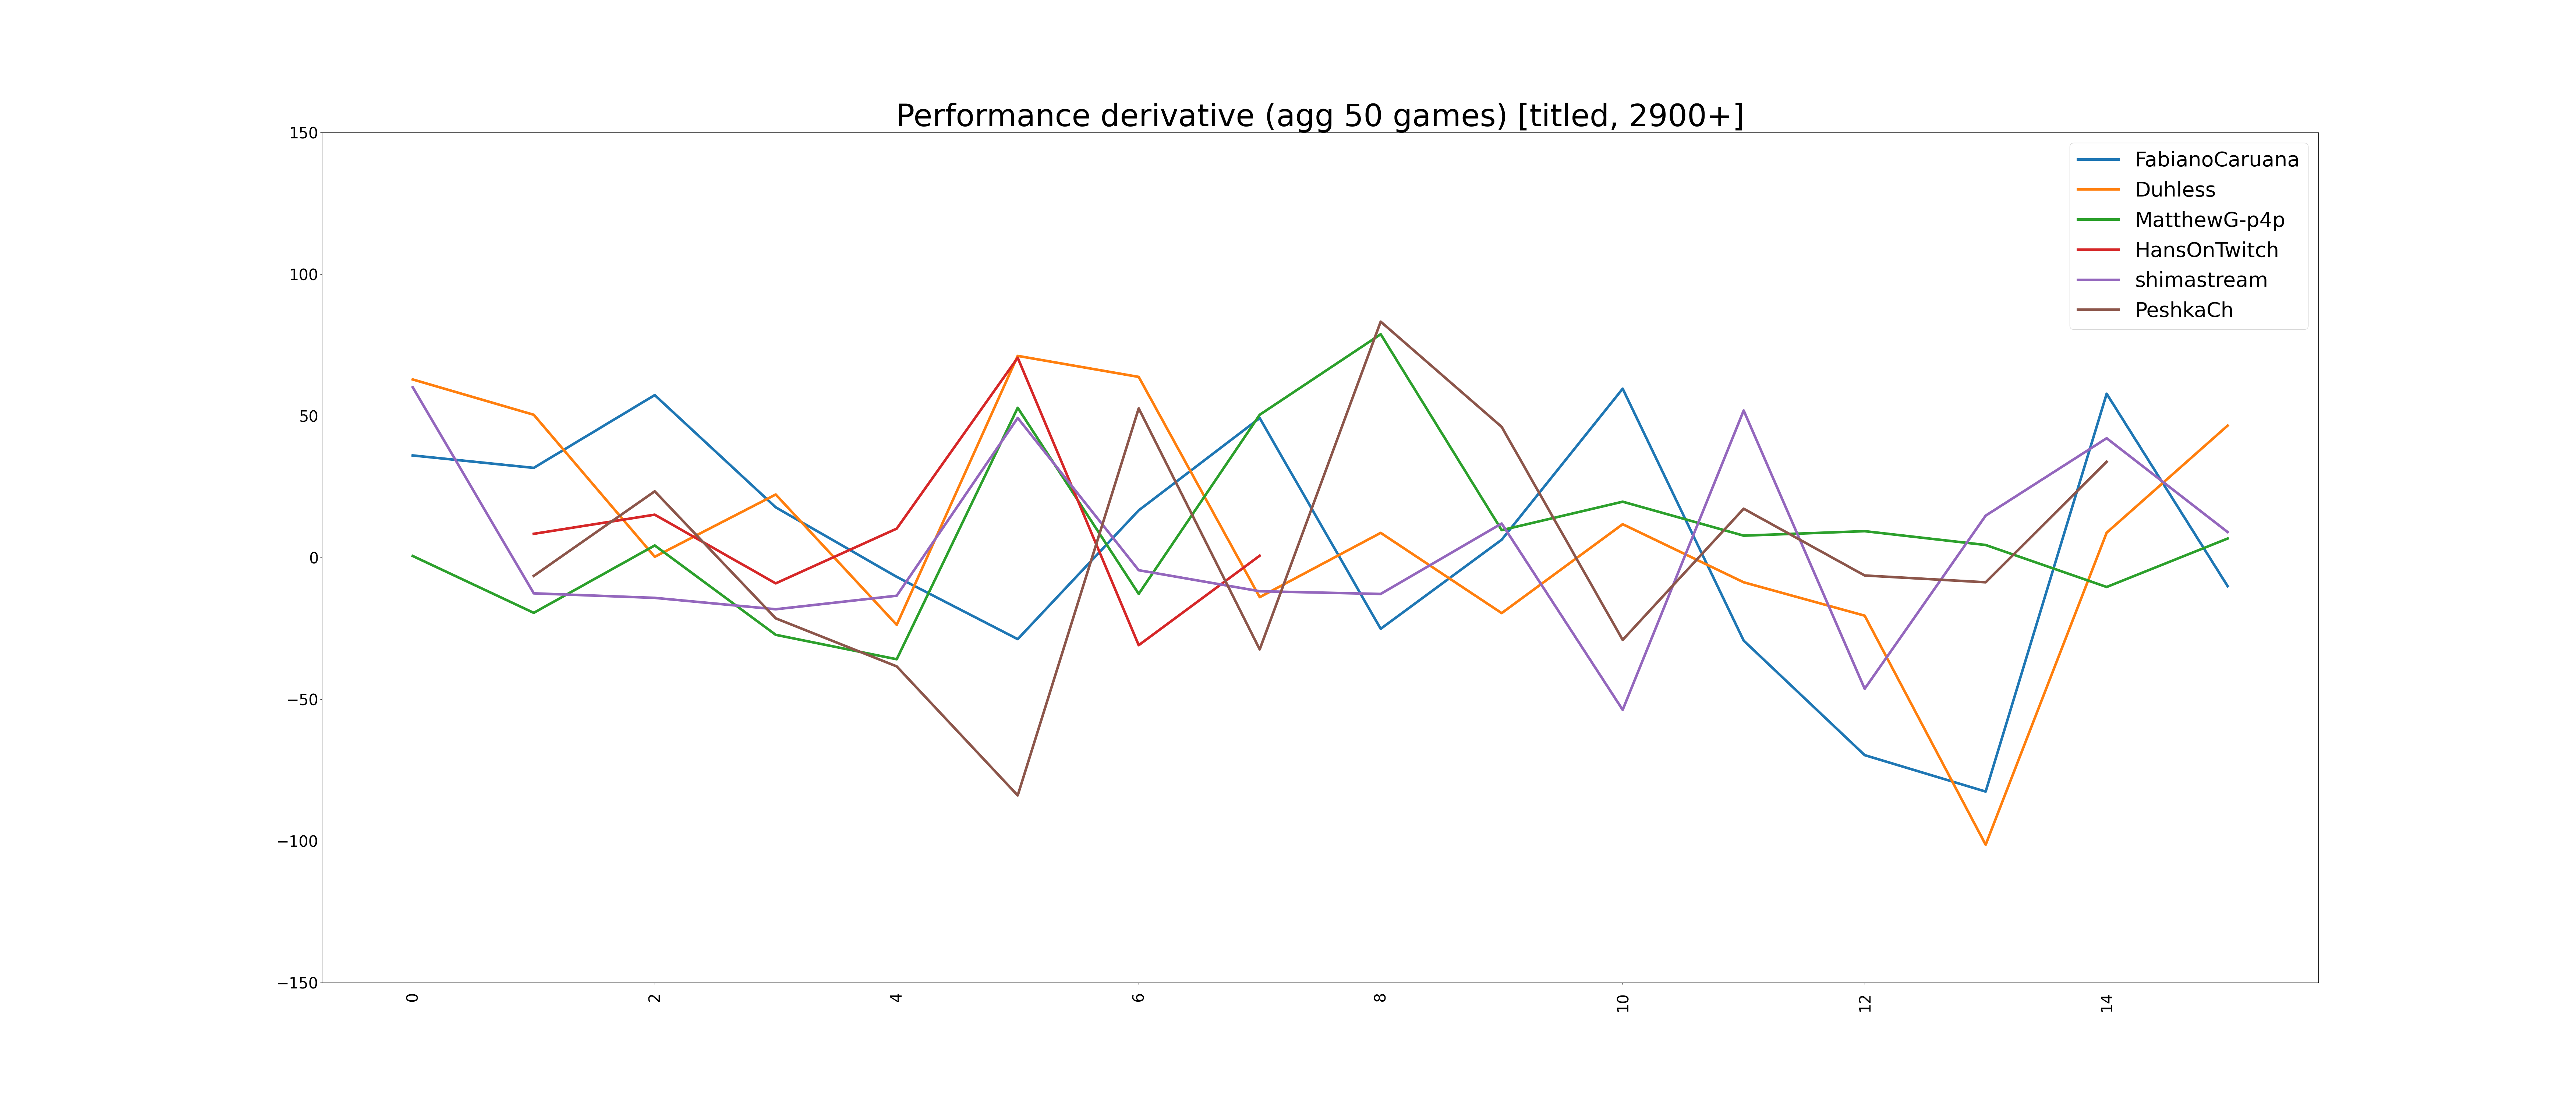 Performance derivative (agg 50 games) [titled, 2900+]
150
100
50
0
−50
−100
−150
FabianoCaruana
Duhless
MatthewG-p4p
HansOnTwitch
shimastream
PeshkaCh
0
2
4
6
8
10
12
14